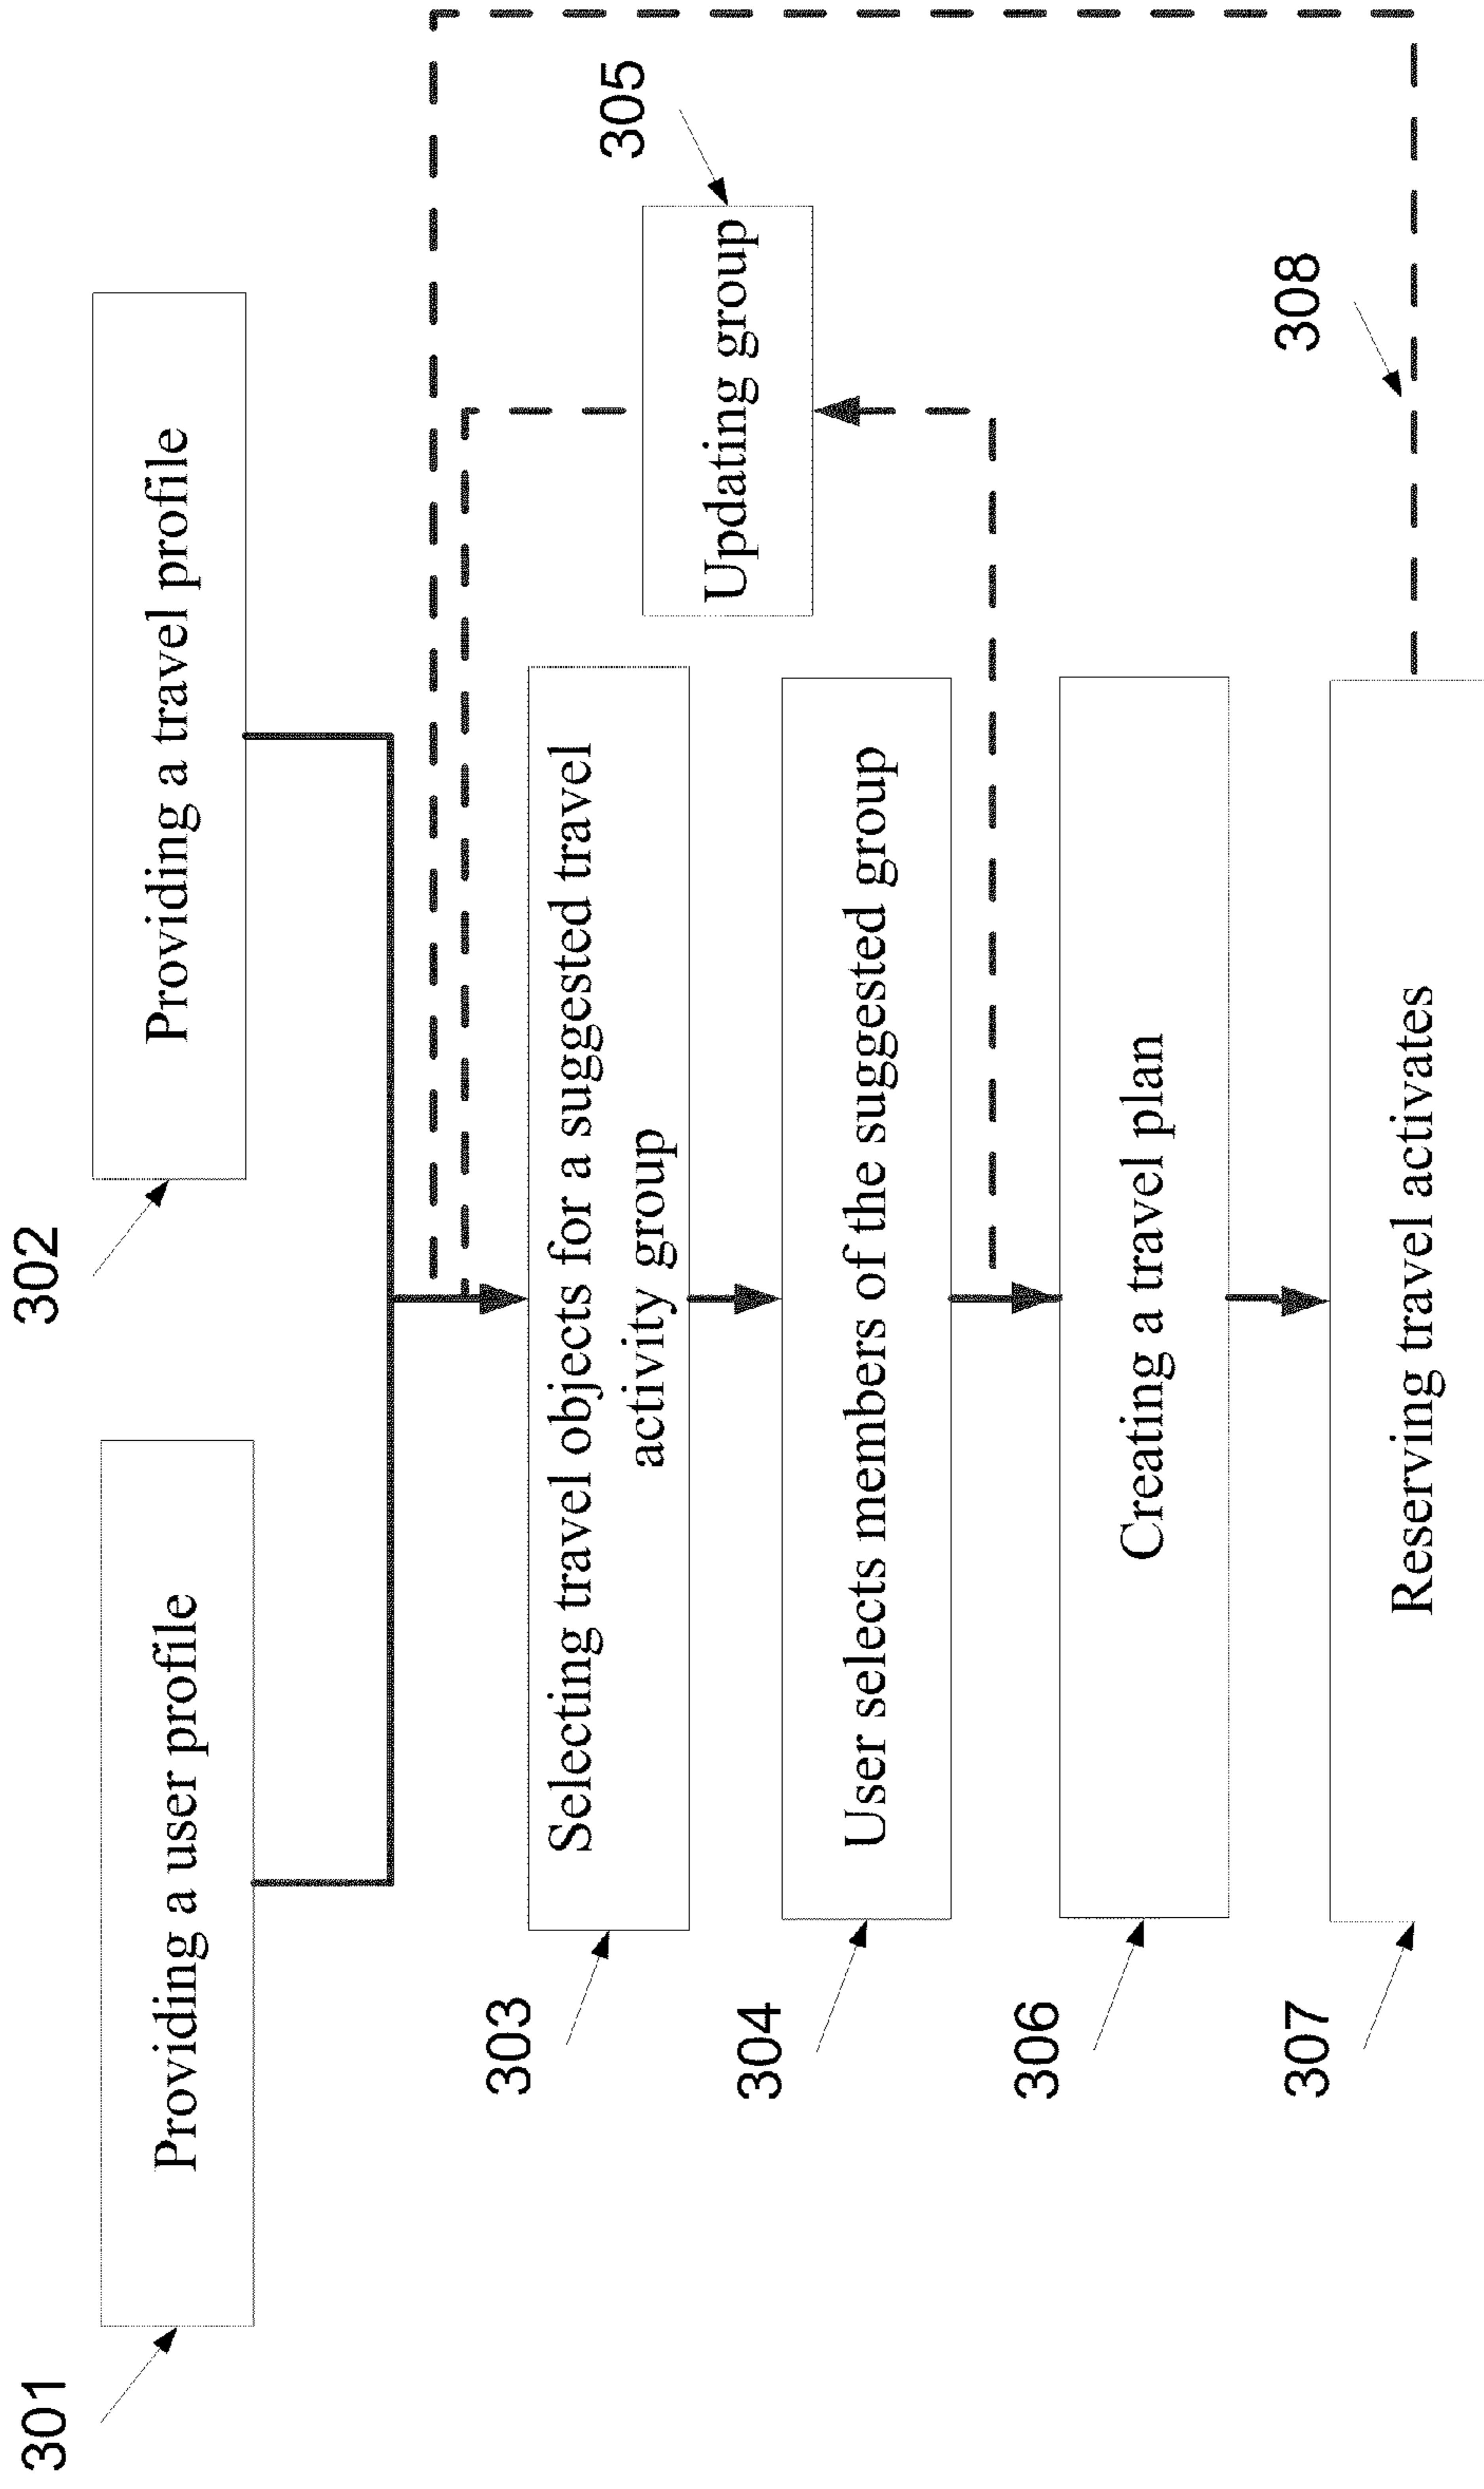 301
Providing a user profile
302
Providing a travel profile
303
Selecting travel objects for a suggested travel
activity group
304
User selects members of the suggested group
305
Updating group
306
Creating a travel plan
307
Reserving travel activates
308